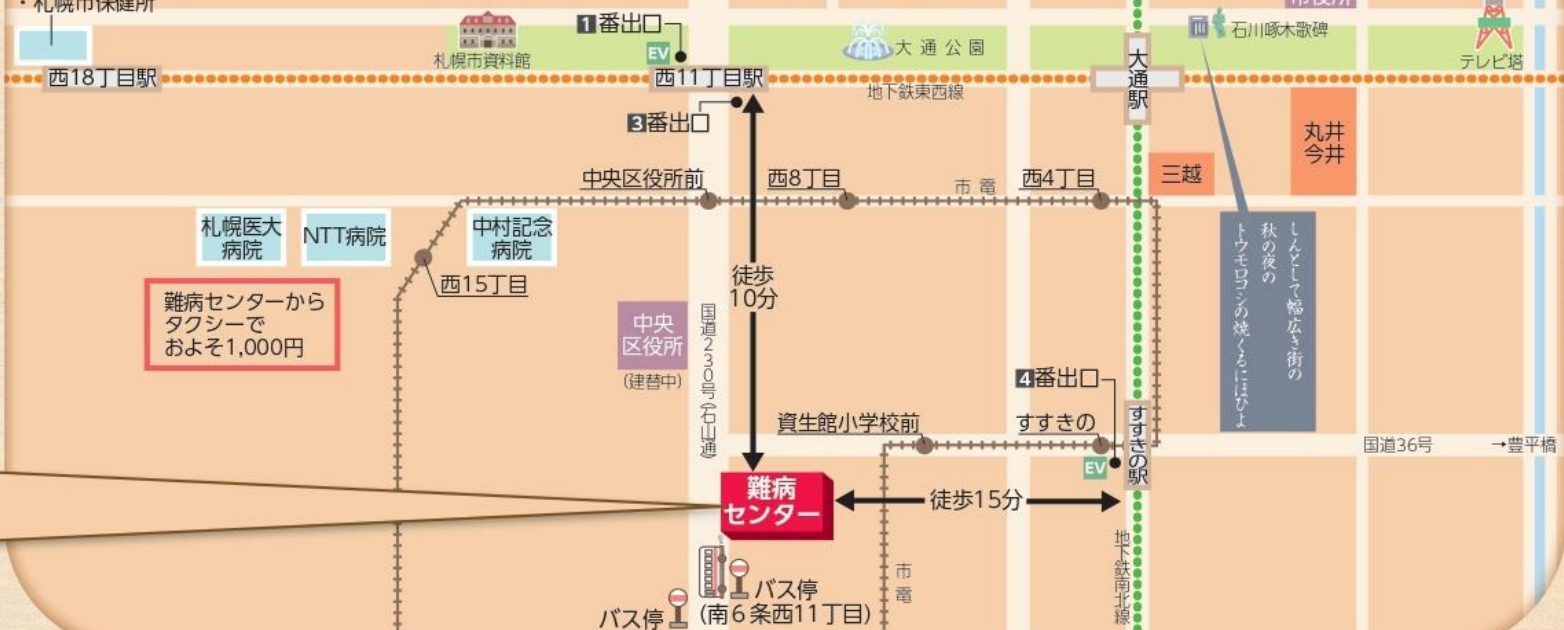 ・札幌市保健所
1番出口
EV
札幌市資料館
大通公園
石川啄木歌碑
テレビ塔
西18丁目駅
西11丁目駅
大通駅
地下鉄東西線
3番出口
丸井
今井
三越
中央区役所前
西8丁目
市電
西4丁目
札幌医大
病院
NTT病院
中村記念
病院
西15丁目
しんとして幅広き街の
秋の夜の
トウモロコシの焼くるにほひよ
難病センターから
タクシーで
およそ1,000円
徒歩
10分
中央
区役所
(建替中)
国道230号(石山通)
4番出口
資生館小学校前
すすきの
すすきの駅
EV
国道36号
→豊平橋
難病
センター
徒歩15分
地下鉄南北線
市電
バス停
(南6条西11丁目)
バス停